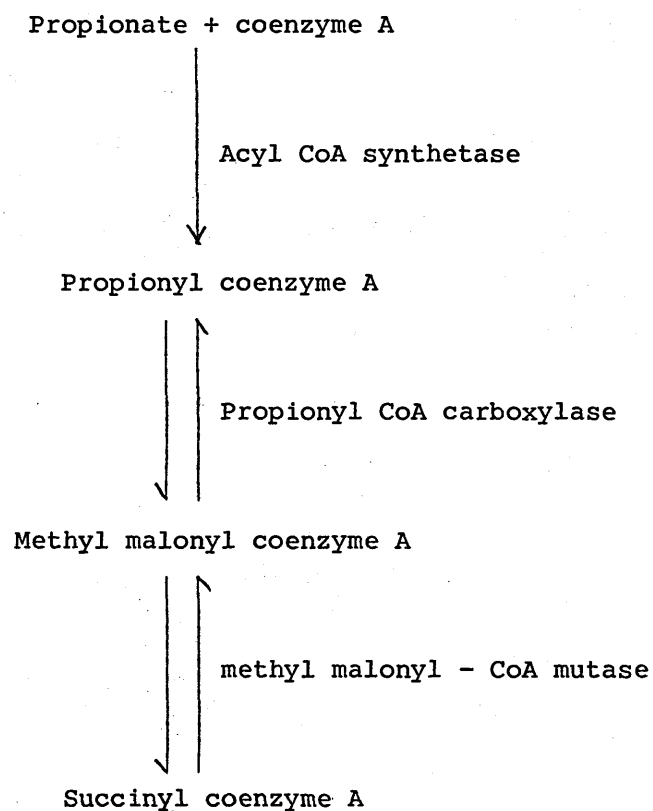 Propionate + coenzyme A
Acyl CoA synthetase
Propionyl coenzyme A
Propionyl CoA carboxylase
Methyl malonyl coenzyme A
methyl malonyl - CoA mutase
Succinyl coenzyme A